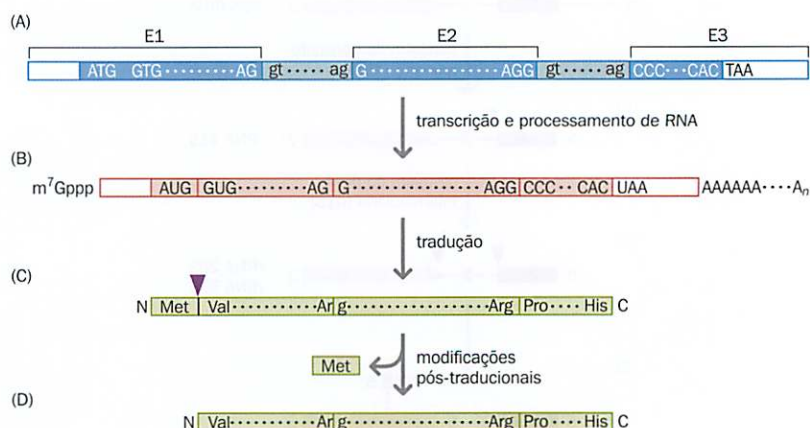 (A)
E1 E2 E3
ATG GTG·········AG gt·····ag G·················AGG gt·····ag CCC···CAC TAA
transcrição e processamento de RNA
(B)
m⁷Gppp AUG GUG·········AG G·················AGG CCC···CAC UAA AAAAAA····Aₙ
tradução
(C)
N Met Val···········Ar g·················Arg Pro····His C
Met modificações
pós-traducionais
(D)
N Val···········Ar g·················Arg Pro····His C